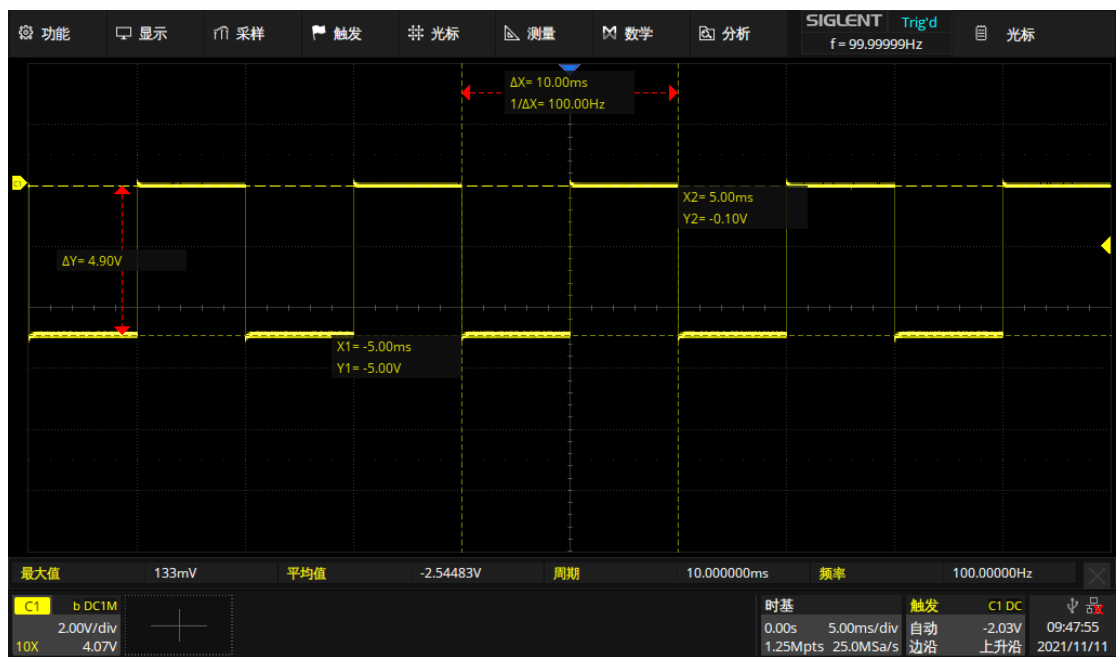 功能 显示 采样 触发 光标 测量 数学 分析 SIGLENT Trig'd 光标
f = 99.99999Hz
ΔX= 10.00ms
1/ΔX= 100.00Hz
C1
X2= 5.00ms
Y2= -0.10V
ΔY= 4.90V
X1= -5.00ms
Y1= -5.00V
最大值 133mV 平均值 -2.54483V 周期 10.000000ms 频率 100.00000Hz
C1 b DC1M 时基 触发 C1 DC
2.00V/div 0.00s 5.00ms/div 自动 -2.03V 09:47:55
10X 4.07V 1.25Mpts 25.0MSa/s 边沿 上升沿 2021/11/11